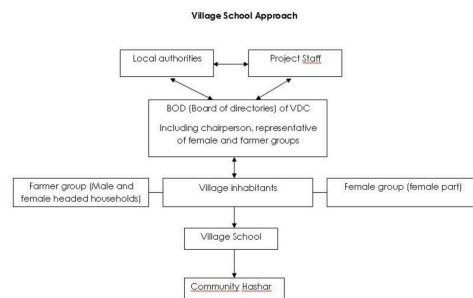 Village School Approach
Local authorities
Project Staff
BOD (Board of directories) of VDC
Including chairperson, representative
of female and farmer groups
Farmer group (Male and
female headed households)
Village inhabitants
Female group (female part)
Village School
Community Hashar